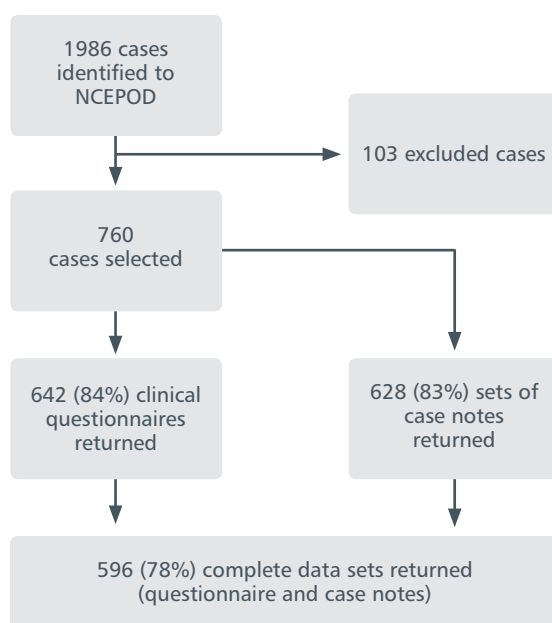 1986 cases
identified to
NCEPOD
103 excluded cases
760
cases selected
642 (84%) clinical
questionnaires
returned
628 (83%) sets of
case notes
returned
596 (78%) complete data sets returned
(questionnaire and case notes)